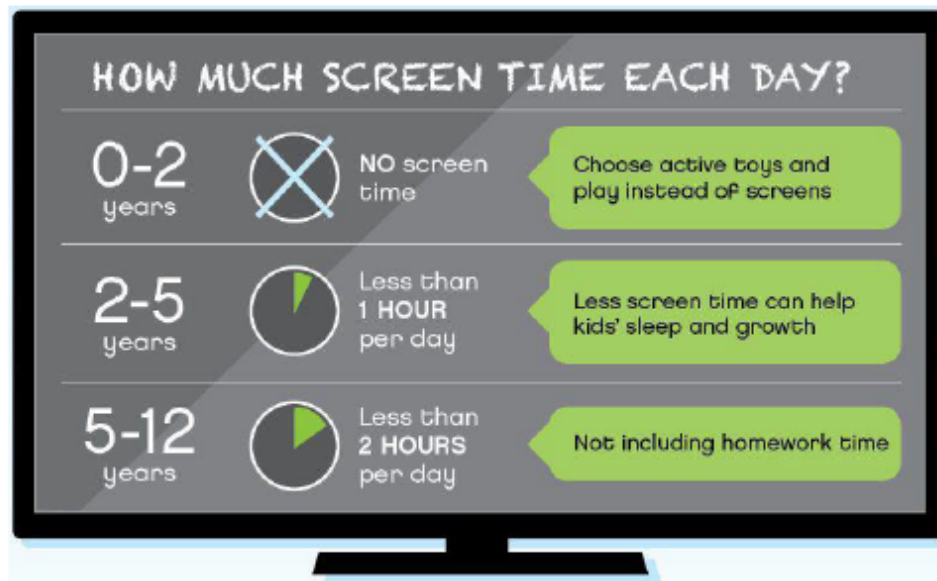 HOW MUCH SCREEN TIME EACH DAY?
0-2
years
NO screen
time
Choose active toys and
play instead of screens
2-5
years
Less than
1 HOUR
per day
Less screen time can help
kids' sleep and growth
5-12
years
Less than
2 HOURS
per day
Not including homework time